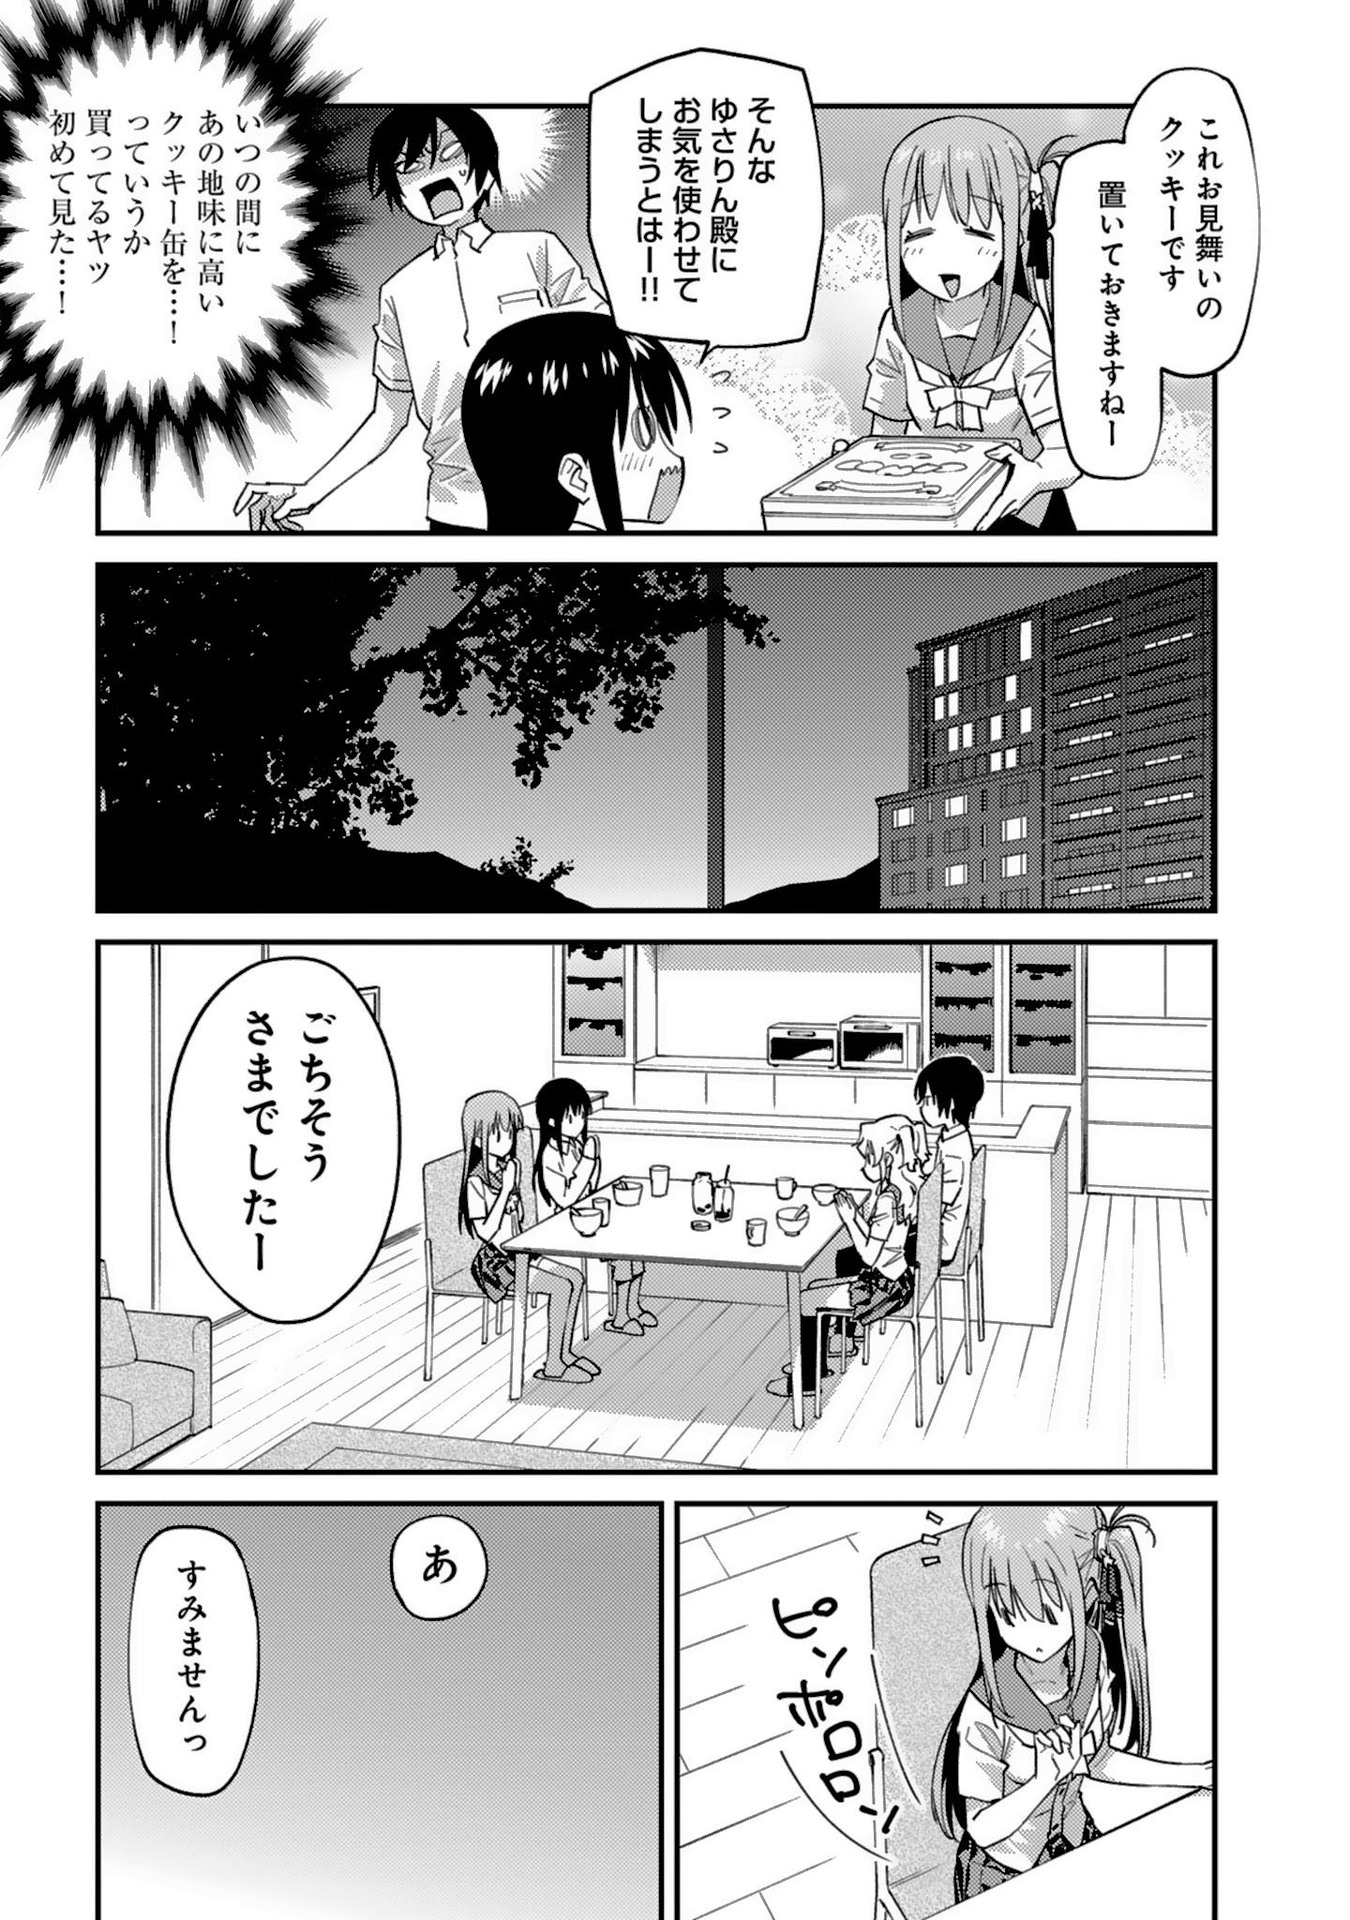 これお見舞いの
クッキーです
置いておきますねー
そんな
ゆさりん殿に
お気を使わせて
しまうとはー!!
いつの間に
あの地味に高い
クッキー缶を…!
っていうか
買ってるヤツ
初めて見た…!
ごちそう
さまでしたー
ピンポロロロン
あ
すみませんっ